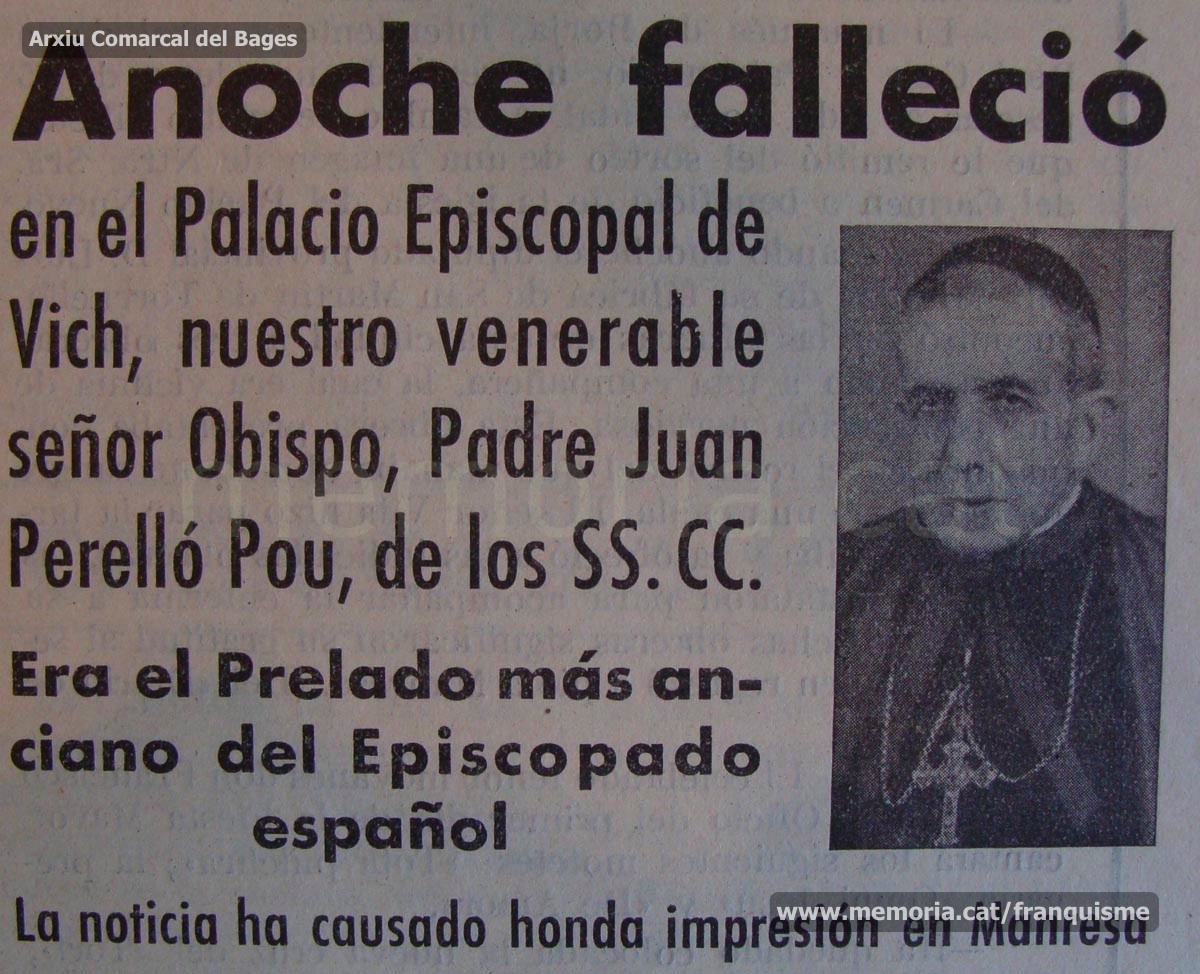 Arxiu Comarcal del Bages
Anoche falleció
en el Palacio Episcopal de
Vich, nuestro venerable
señor Obispo, Padre Juan
Perelló Pou, de los SS. CC.
Era el Prelado más an-
ciano del Episcopado
español
www.memoria.cat/franquisme
La noticia ha causado honda impresión en Manresa